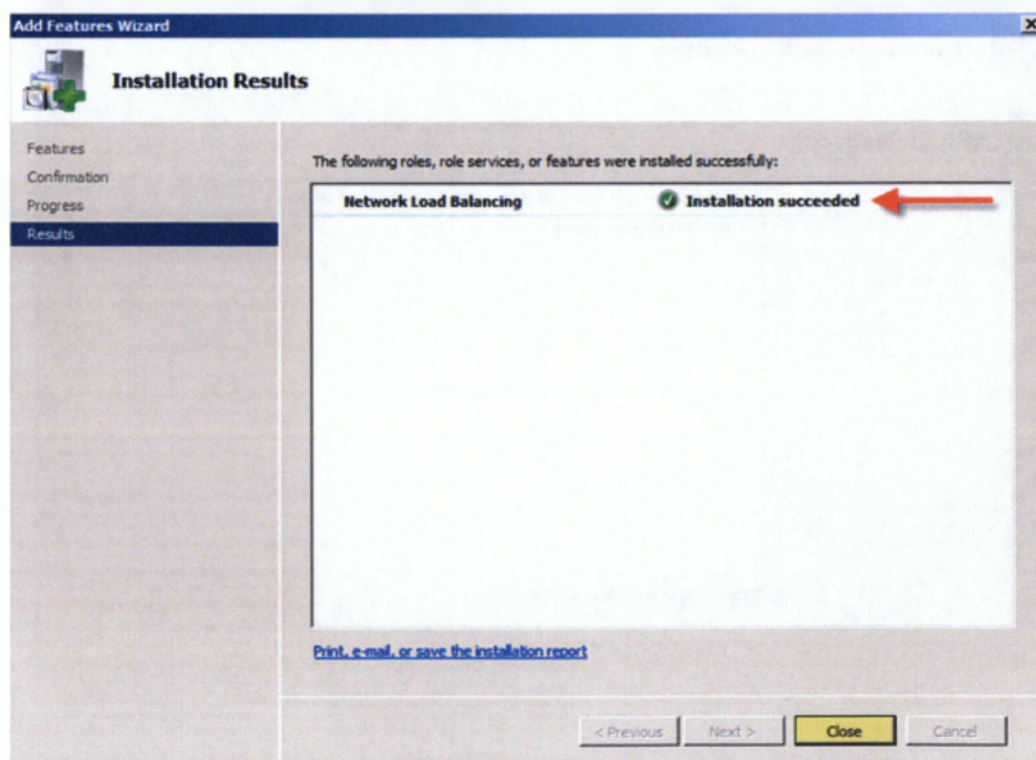 Add Features Wizard
Installation Results
Features
Confirmation
Progress
Results
The following roles, role services, or features were installed successfully:
Network Load Balancing Installation succeeded
Print, e-mail, or save the installation report
< Previous Next > Close Cancel